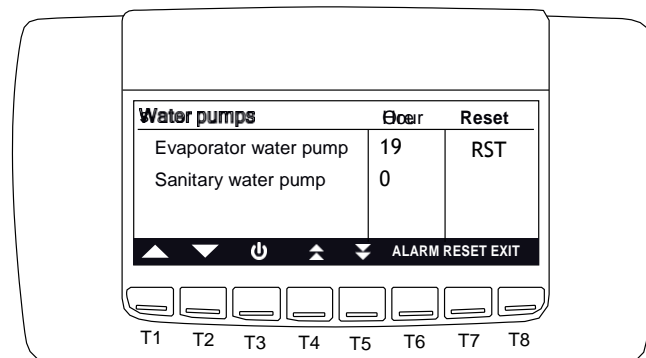 Water pumps Hour Reset
Evaporator water pump 19 RST
Sanitary water pump 0
ALARM RESET EXIT
T1 T2 T3 T4 T5 T6 T7 T8